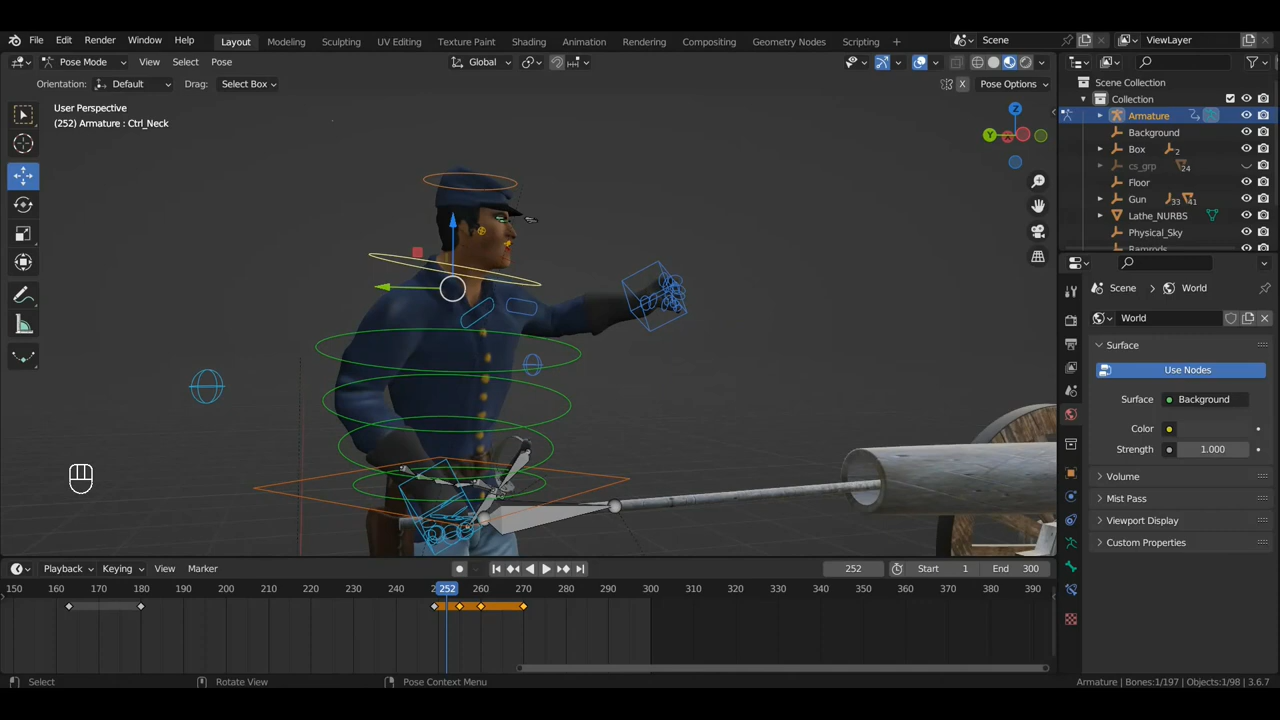 File Edit Render Window Help Layout Modeling Sculpting UV Editing Texture Paint Shading Animation Rendering Compositing Geometry Nodes Scripting + Scene ViewLayer
Pose Mode View Select Pose Global
Orientation: Default Drag: Select Box X Pose Options
Scene Collection
Collection
Armature
Background
Box 2
cs_grp 24
Floor
Gun 33 41
Lathe_NURBS
Physical_Sky
Ramrods
User Perspective
(252) Armature : Ctrl_Neck
Z
Y
Scene > World
World
Surface
Use Nodes
Surface Background
Color
Strength 1.000
Volume
Mist Pass
Viewport Display
Custom Properties
Playback Keying View Marker 252 Start 1 End 300
150 160 170 180 190 200 210 220 230 240 252 260 270 280 290 300 310 320 330 340 350 360 370 380 390
Select Rotate View Pose Context Menu Armature | Bones:1/197 | Objects:1/98 | 3.6.7